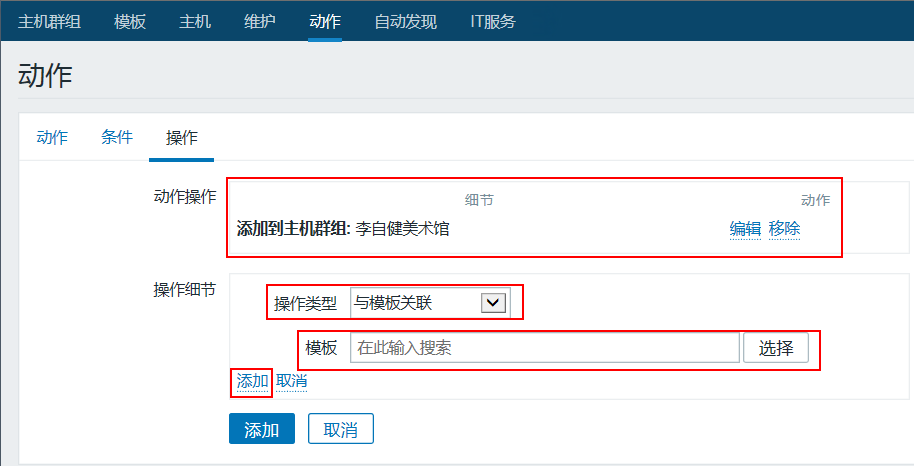 主机群组 模板 主机 维护 动作 自动发现 IT服务
动作
动作 条件 操作
动作操作 细节 动作
添加到主机群组: 李自健美术馆 编辑 移除
操作细节
操作类型 与模板关联
模板 在此输入搜索 选择
添加 取消
添加 取消